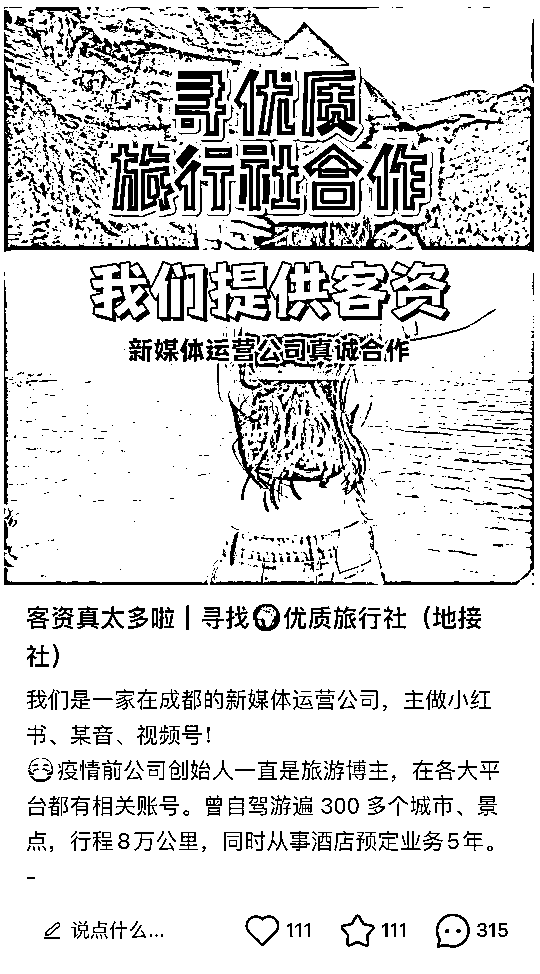 寻优质
旅行社合作
我们提供客资
新媒体运营公司真诚合作
客资真太多啦｜寻找🌍优质旅行社（地接
社）
我们是一家在成都的新媒体运营公司，主做小红
书、某音、视频号！
😌疫情前公司创始人一直是旅游博主，在各大平
台都有相关账号。曾自驾游遍 300 多个城市、景
点，行程8万公里，同时从事酒店预定业务5年。
-
说点什么...
111
111
315